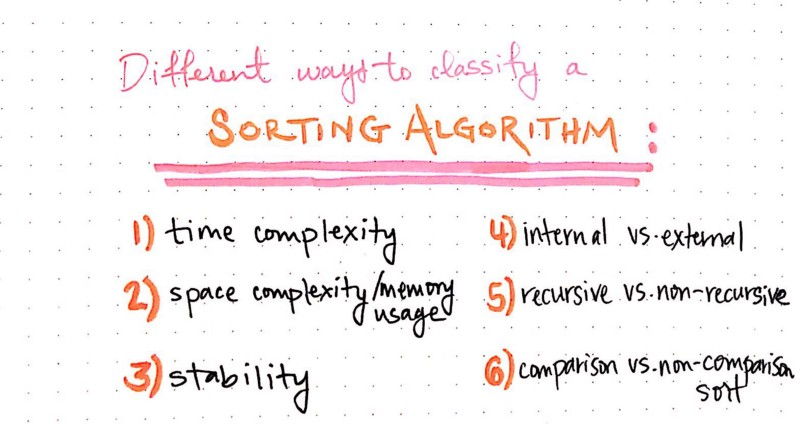 Different ways to classify a
SORTING ALGORITHM:
1) time complexity
2) space complexity/memory
usage
3) stability
4) internal vs. external
5) recursive vs. non-recursive
6) comparison vs. non-comparison
sort